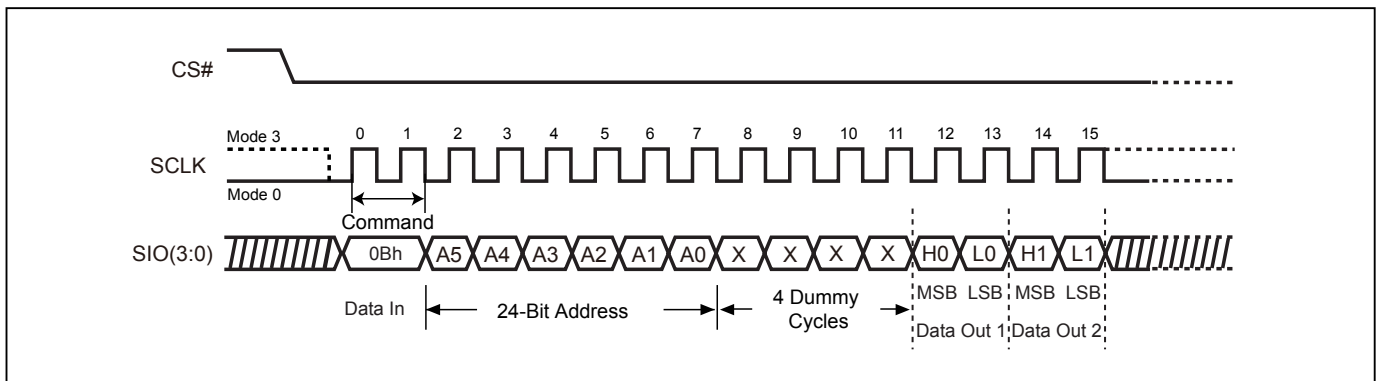 CS#
Mode 3 0 1 2 3 4 5 6 7 8 9 10 11 12 13 14 15
SCLK
Mode 0
Command
SIO(3:0) 0Bh A5 A4 A3 A2 A1 A0 X X X X H0 L0 H1 L1
MSB LSB MSB LSB
Data In 24-Bit Address 4 Dummy
Cycles
Data Out 1 Data Out 2